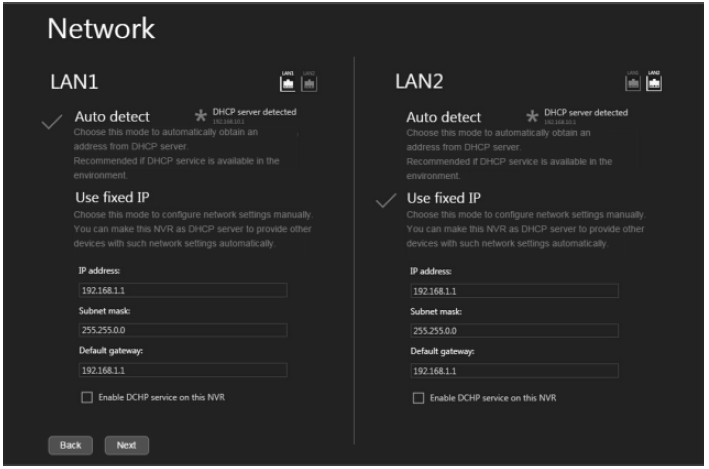 Network
LAN1
LAN1 LAN2
Auto detect
DHCP server detected
192.168.10.1
Choose this mode to automatically obtain an
address from DHCP server.
Recommended if DHCP service is available in the
environment.
Use fixed IP
Choose this mode to configure network settings manually.
You can make this NVR as DHCP server to provide other
devices with such network settings automatically.
IP address:
192.168.1.1
Subnet mask:
255.255.0.0
Default gateway:
192.168.1.1
Enable DCHP service on this NVR
LAN2
LAN1 LAN2
Auto detect
DHCP server detected
192.168.10.1
Choose this mode to automatically obtain an
address from DHCP server.
Recommended if DHCP service is available in the
environment.
Use fixed IP
Choose this mode to configure network settings manually.
You can make this NVR as DHCP server to provide other
devices with such network settings automatically.
IP address:
192.168.1.1
Subnet mask:
255.255.0.0
Default gateway:
192.168.1.1
Enable DCHP service on this NVR
Back
Next